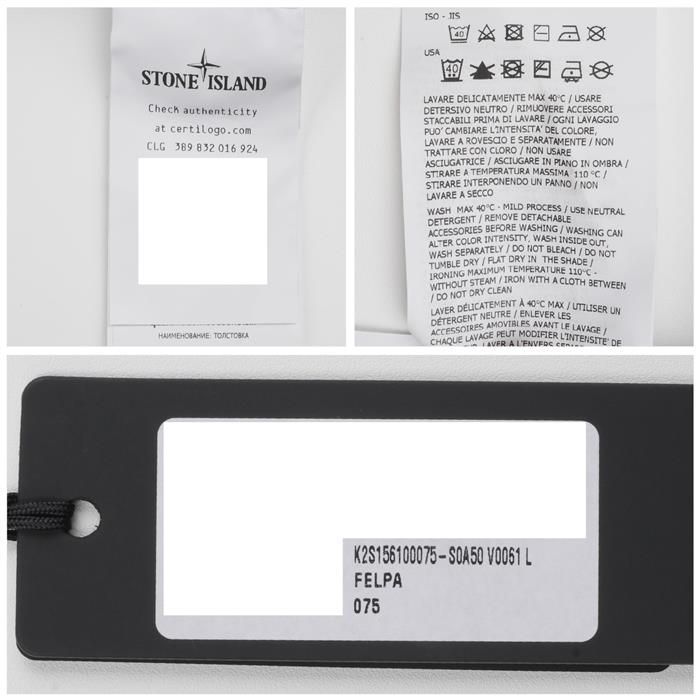 STONE ISLAND
Check authenticity
at certilogo.com
CLG 389 832 016 924
НАИМЕНОВАНИЕ: ТОЛСТОВКА
ISO - JIS
40
USA
40
LAVARE DELICATAMENTE MAX 40°C / USARE
DETERSIVO NEUTRO / RIMUOVERE ACCESSORI
STACCABILI PRIMA DI LAVARE / OGNI LAVAGGIO
PUO' CAMBIARE L'INTENSITA' DEL COLORE,
LAVARE A ROVESCIO E SEPARATAMENTE / NON
TRATTARE CON CLORO / NON USARE
ASCIUGATRICE / ASCIUGARE IN PIANO IN OMBRA /
STIRARE A TEMPERATURA MASSIMA 110°C /
STIRARE INTERPONENDO UN PANNO / NON
LAVARE A SECCO
WASH MAX 40°C - MILD PROCESS / USE NEUTRAL
DETERGENT / REMOVE DETACHABLE
ACCESSORIES BEFORE WASHING / WASHING CAN
ALTER COLOR INTENSITY, WASH INSIDE OUT,
WASH SEPARATELY / DO NOT BLEACH / DO NOT
TUMBLE DRY / FLAT DRY IN THE SHADE /
IRONING MAXIMUM TEMPERATURE 110°C -
WITHOUT STEAM / IRON WITH A CLOTH BETWEEN
/ DO NOT DRY CLEAN
LAVER DÉLICATEMENT À 40°C MAX / UTILISER UN
DÉTERGENT NEUTRE / ENLEVER LES
ACCESSOIRES AMOVIBLES AVANT LE LAVAGE /
CHAQUE LAVAGE PEUT MODIFIER L'INTENSITÉ DE
LAVER À L'ENVERS
K2S156100075-S0A50 V0061 L
FELPA
075